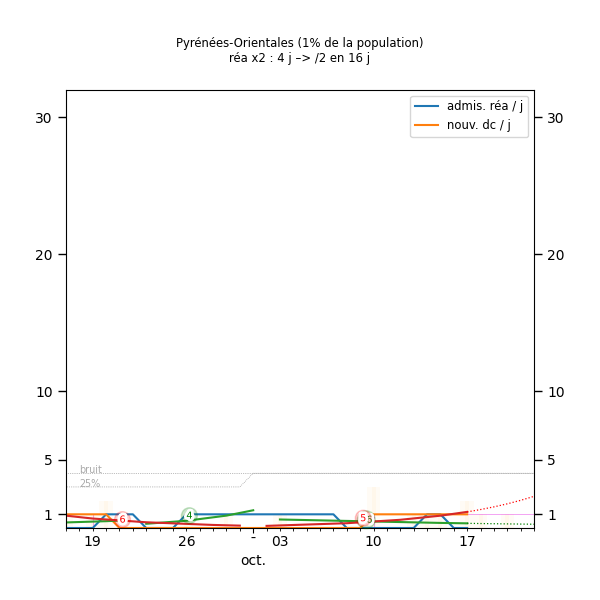 Pyrénées-Orientales (1% de la population)
réa x2 : 4 j –> /2 en 16 j
admis. réa / j
nouv. dc / j
30 30
20 20
10 10
5 5
bruit
25%
1 1
6 4 5
19 26 - 03 10 17
oct.